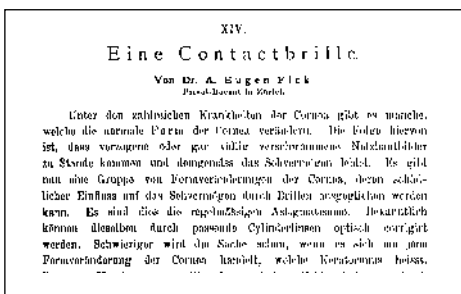 XIV.
Eine Contactbrille.
Von Dr. A. Eugen Fick
Privat-Docent in Zürich.
Unter den zahlreichen Krankheiten der Cornea gibt es manche,
welche die normale Form der Cornea verändern. Die Folge hiervon
ist, dass verzogene oder gar völlig verschwommene Netzhautbilder
zu Stande kommen und demgemäss das Sehvermögen leidet. Es gibt
nun eine Gruppe von Formveränderungen der Cornea, deren schäd-
licher Einfluss auf das Sehvermögen durch Brillen ausgeglichen werden
kann. Es sind dies die regelmässigen Astigmatismen. Bekanntlich
können dieselben durch passende Cylinderlinsen optisch corrigirt
werden. Schwieriger wird die Sache schon, wenn es sich um jene
Formveränderung der Cornea handelt, welche Keratoconus heisst.